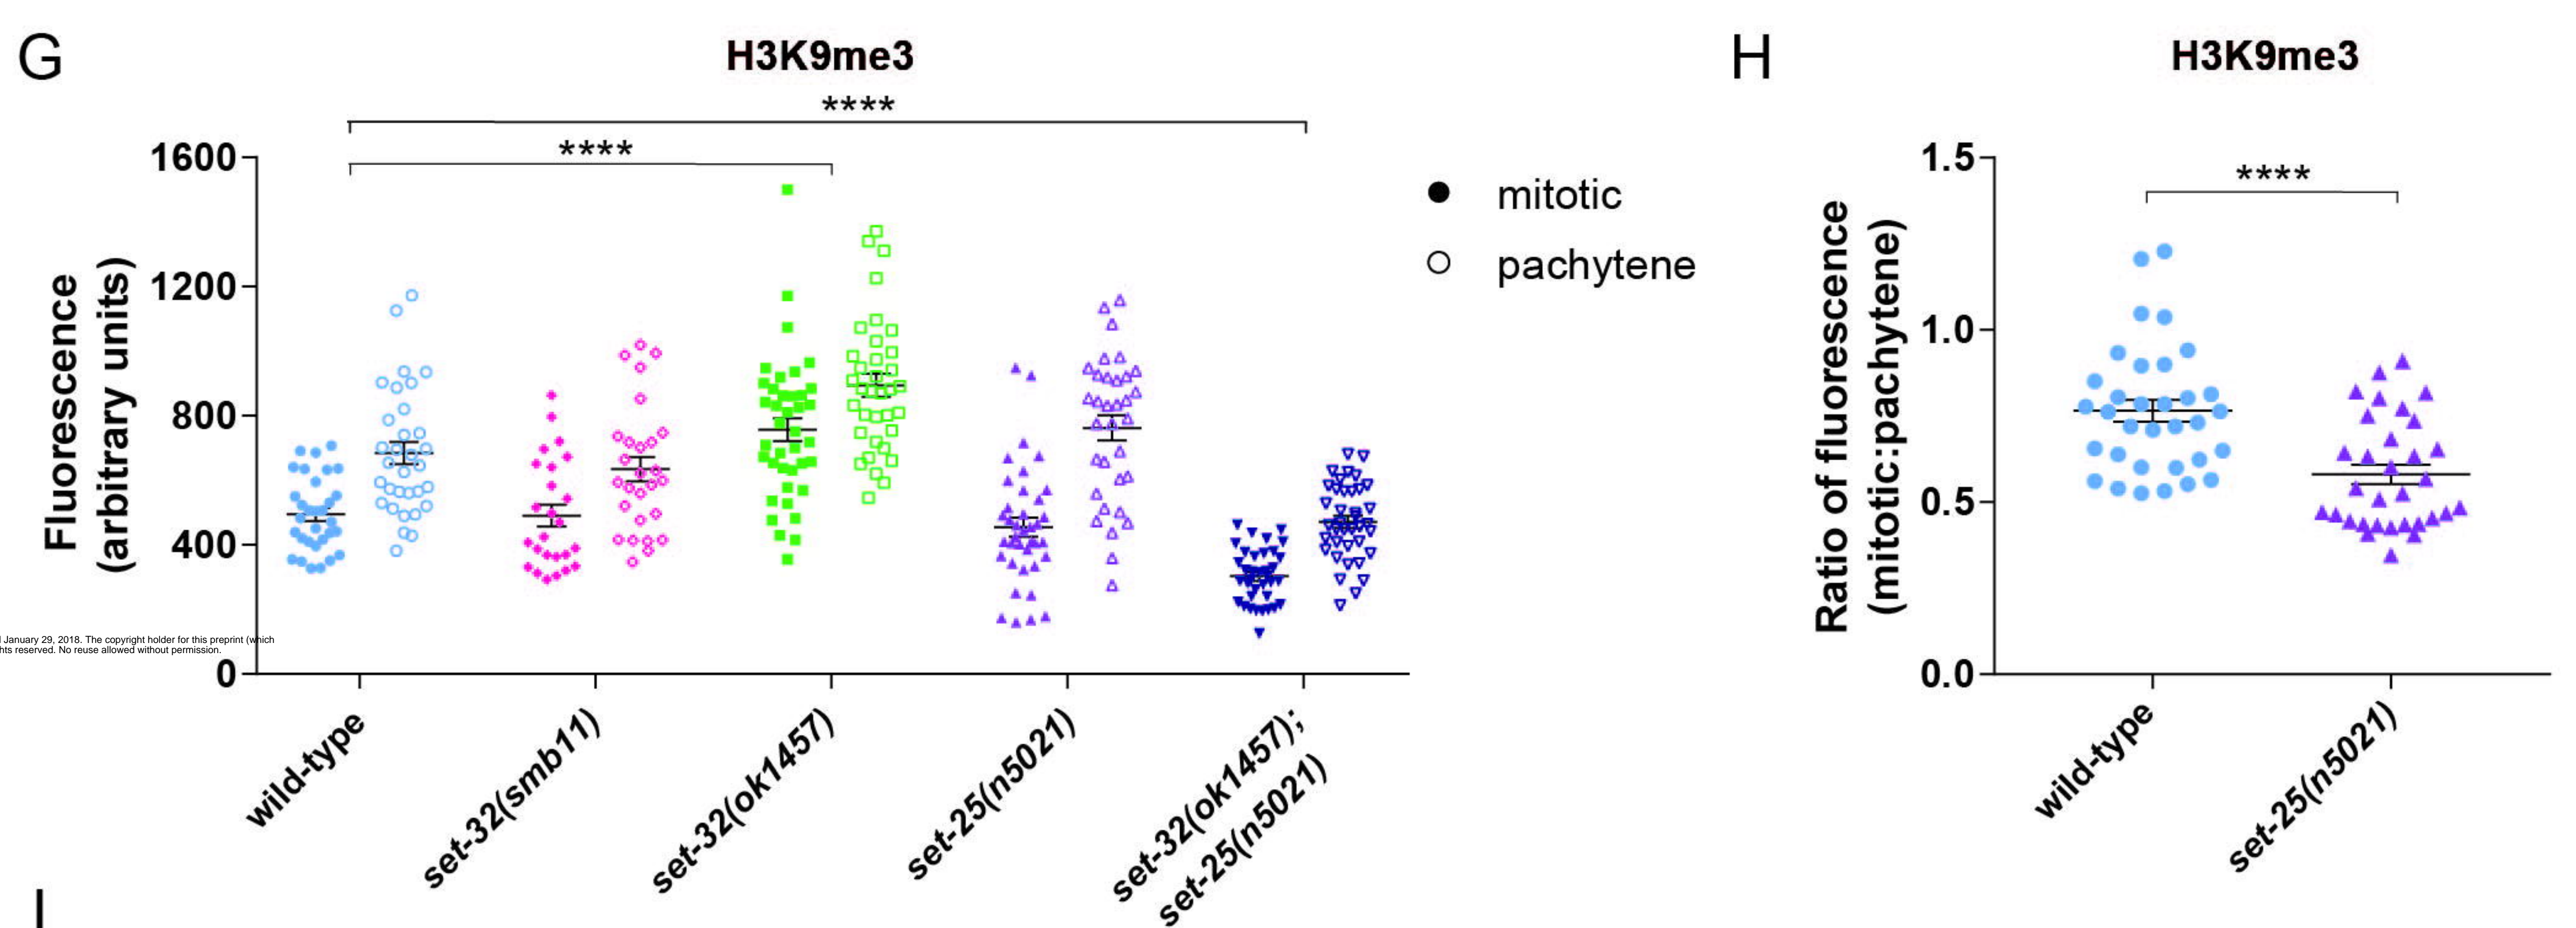 G
H3K9me3
****
****
1600
1200
800
400
0
Fluorescence
(arbitrary units)
mitotic
pachytene
wild-type
set-32(smb11)
set-32(ok1457)
set-25(n5021)
set-32(ok1457);
set-25(n5021)
January 29, 2018. The copyright holder for this preprint (which
rights reserved. No reuse allowed without permission.
H
H3K9me3
****
1.5
1.0
0.5
0.0
Ratio of fluorescence
(mitotic:pachytene)
wild-type
set-25(n5021)
I